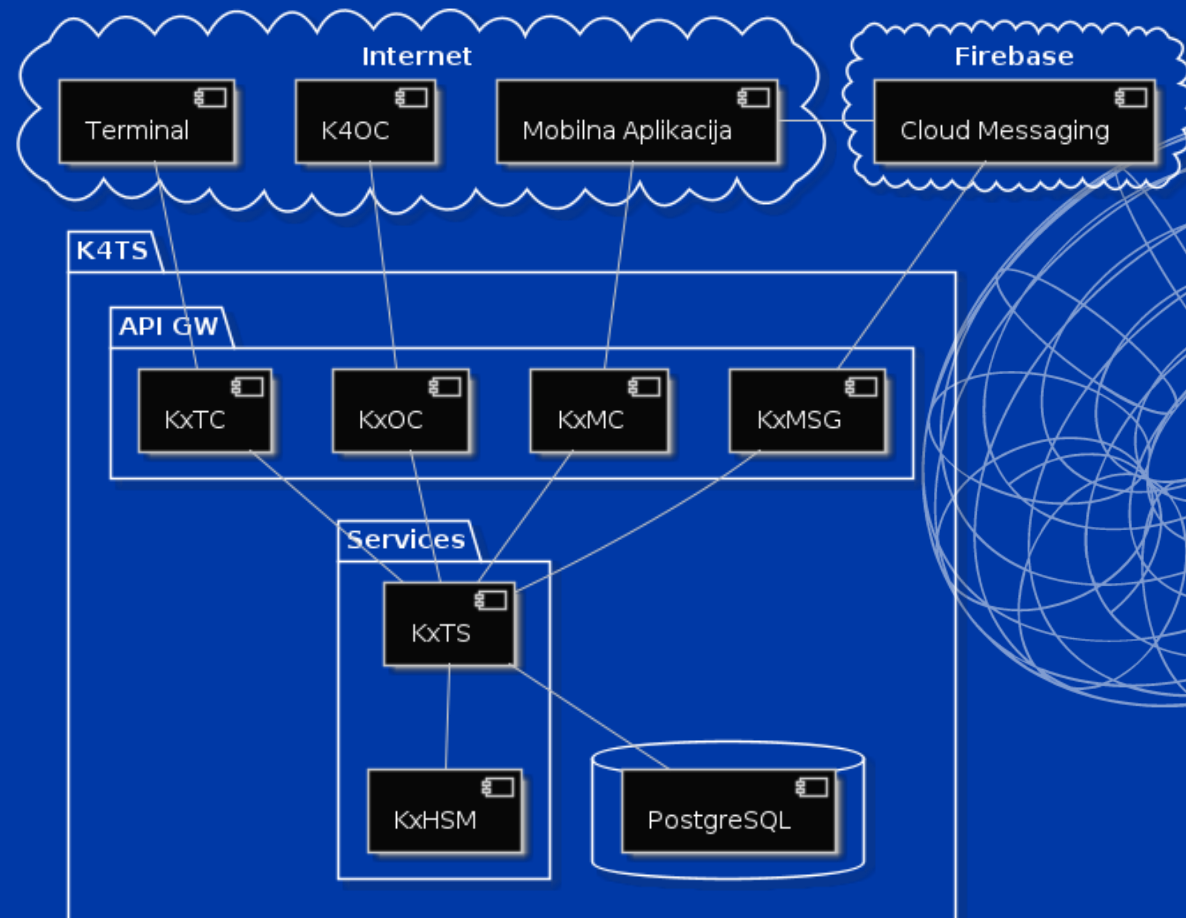 Internet
Firebase
Terminal
K4OC
Mobilna Aplikacija
Cloud Messaging
K4TS
API GW
KxTC
KxOC
KxMC
KxMSG
Services
KxTS
KxHSM
PostgreSQL